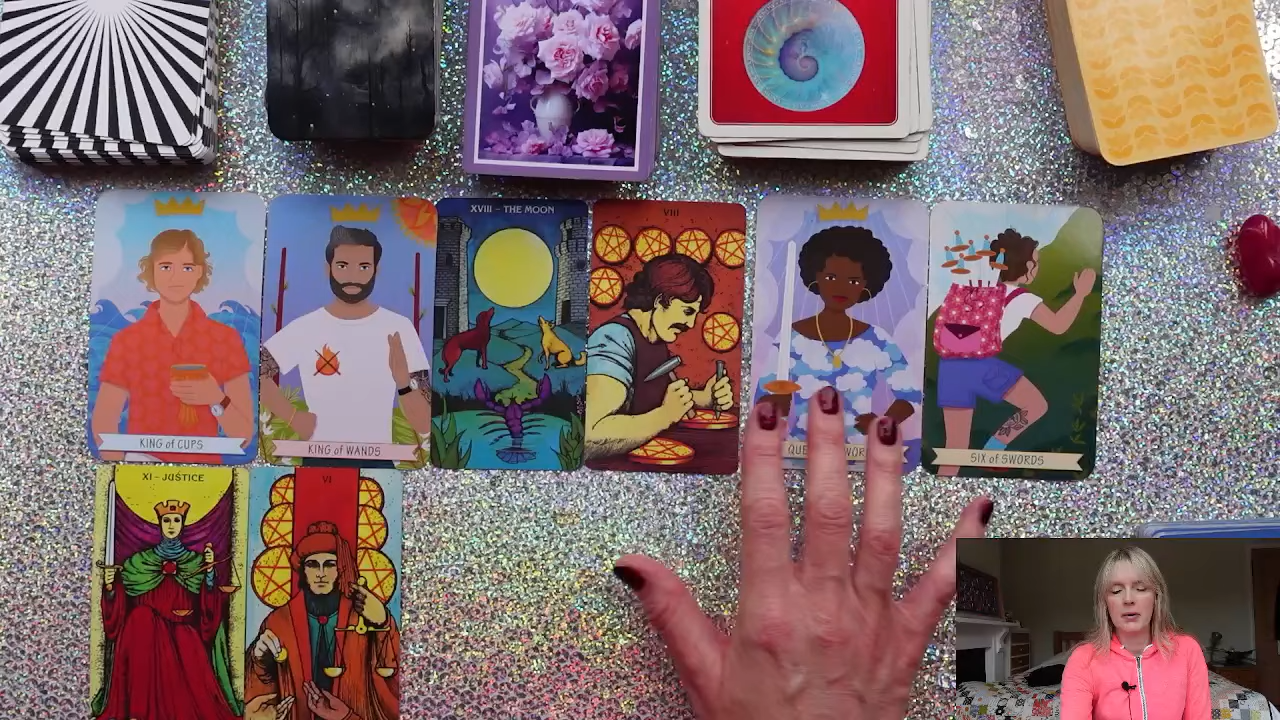 XVIII – THE MOON
VIII
KING of CUPS
KING of WANDS
SIX of SWORDS
XI – JUSTICE
VI